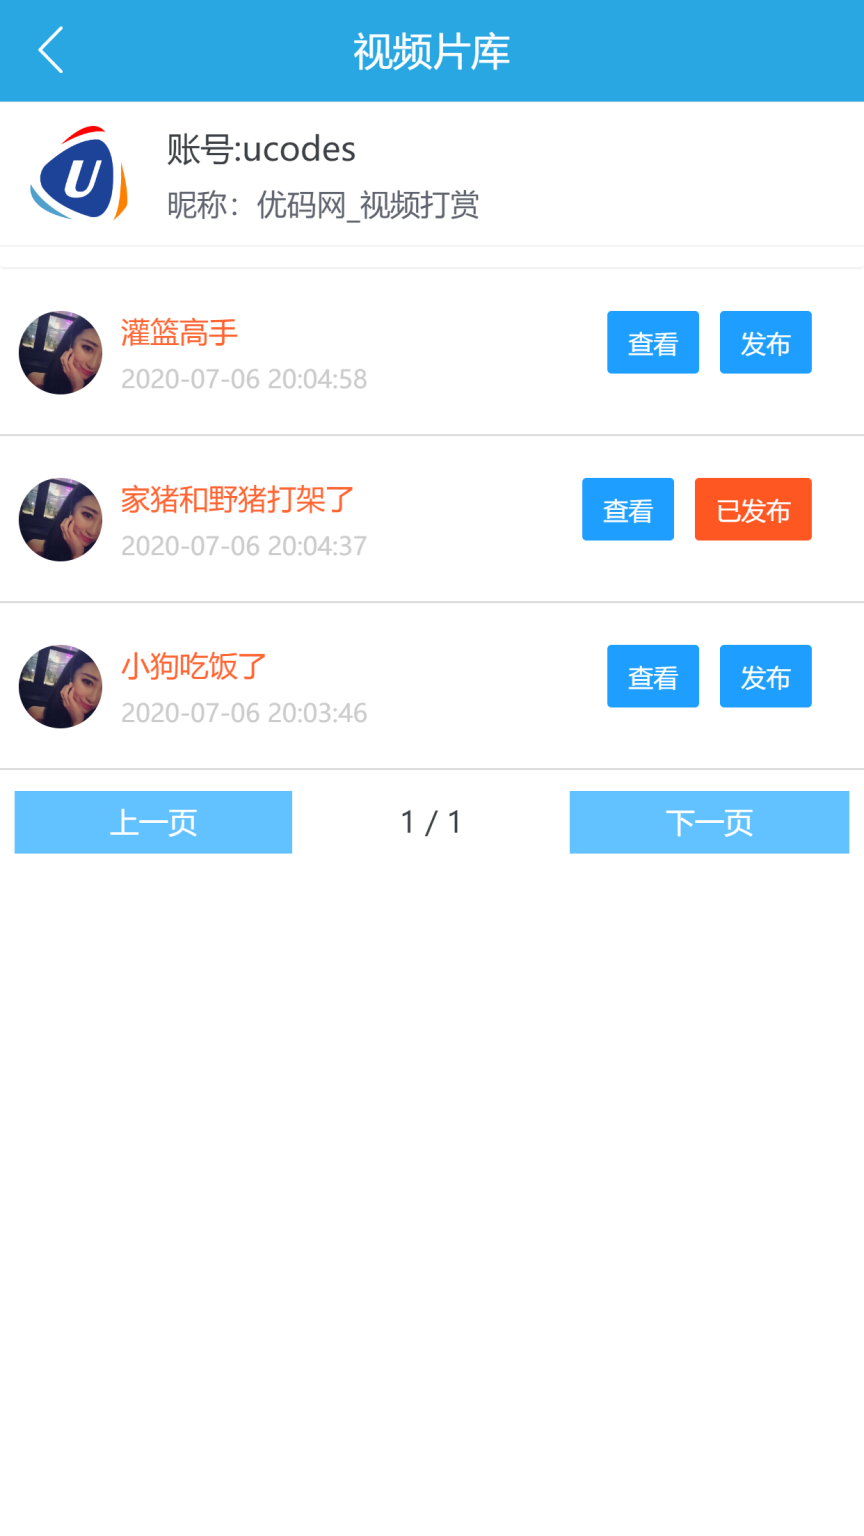 视频片库
U
账号:ucodes
昵称：优码网_视频打赏
灌篮高手
2020-07-06 20:04:58
查看
发布
家猪和野猪打架了
2020-07-06 20:04:37
查看
已发布
小狗吃饭了
2020-07-06 20:03:46
查看
发布
上一页
1 / 1
下一页